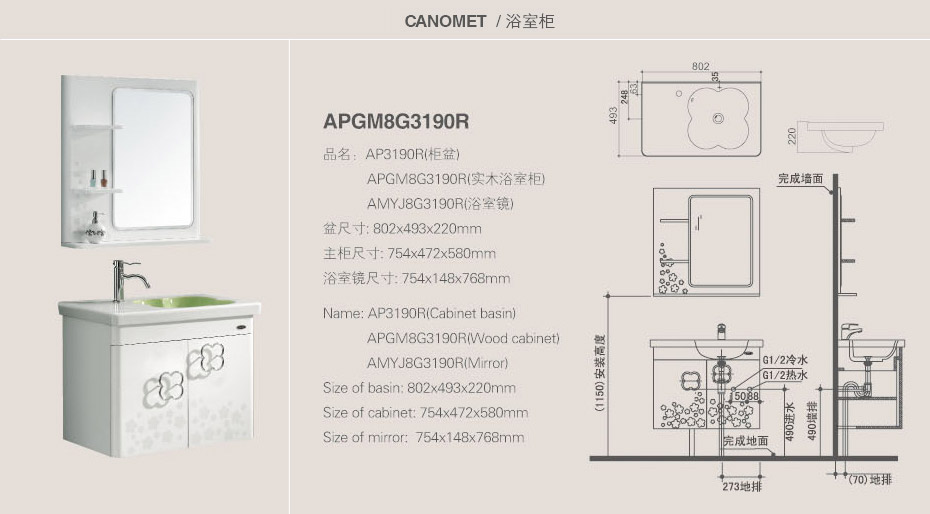 CANOMET / 浴室柜
APGM8G3190R
品名: AP3190R(柜盆)
APGM8G3190R(实木浴室柜)
AMYJ8G3190R(浴室镜)
盆尺寸: 802x493x220mm
主柜尺寸: 754x472x580mm
浴室镜尺寸: 754x148x768mm
Name: AP3190R(Cabinet basin)
APGM8G3190R(Wood cabinet)
AMYJ8G3190R(Mirror)
Size of basin: 802x493x220mm
Size of cabinet: 754x472x580mm
Size of mirror: 754x148x768mm
802
35
63
248
493
220
完成墙面
(1150)安装高度
G1/2冷水
G1/2热水
150
88
490进水
490墙排
完成地面
273地排
(70)地排